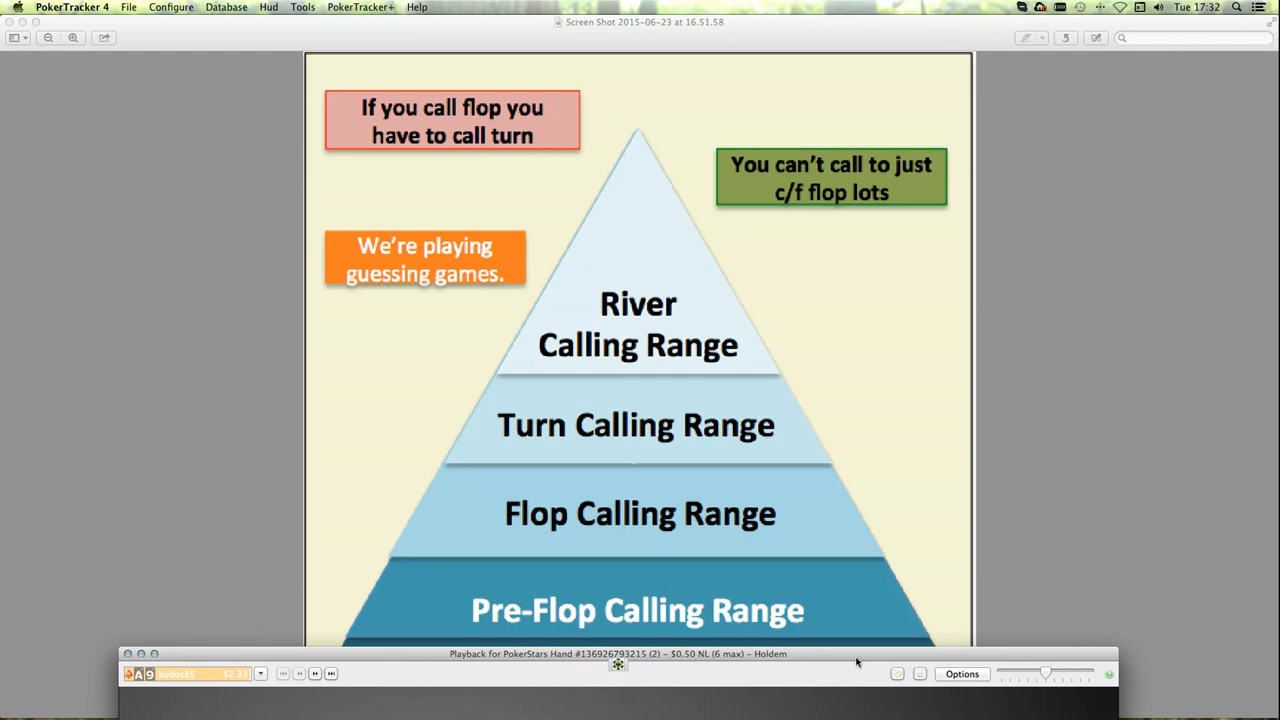 PokerTracker 4 File Configure Database Hud Tools PokerTracker+ Help Tue 17:32
Screen Shot 2015-06-23 at 16.51.58
If you call flop you
have to call turn
You can't call to just
c/f flop lots
We're playing
guessing games.
River
Calling Range
Turn Calling Range
Flop Calling Range
Pre-Flop Calling Range
Playback for PokerStars Hand #136926793215 (2) – $0.50 NL (6 max) – Holdem
kudos85 $2.33 Options